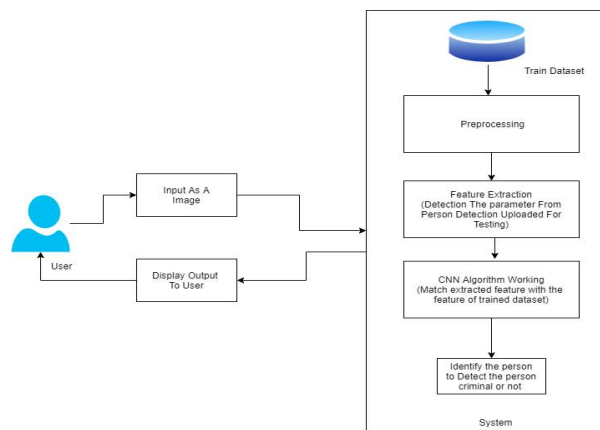 Train Dataset
Preprocessing
Feature Extraction
(Detection The parameter From
Person Detection Uploaded For
Testing)
CNN Algorithm Working
(Match extracted feature with the
feature of trained dataset)
Identify the person
to Detect the person
criminal or not
System
Input As A
Image
User
Display Output
To User